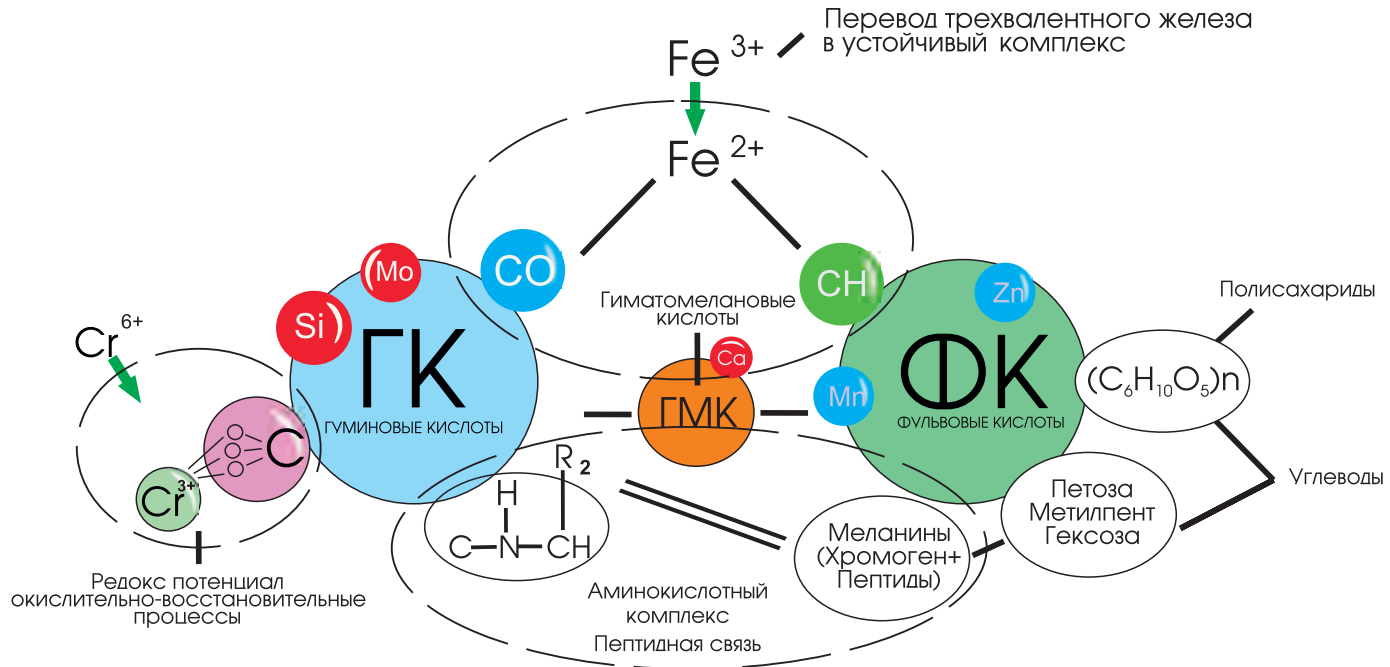 Перевод трехвалентного железа
в устойчивый комплекс
Fe 3+
Fe 2+
CO
CH
Mo
Si
Zn
Mn
Ca
Гиматомелановые
кислоты
Cr 6+
ГК
ГУМИНОВЫЕ КИСЛОТЫ
ГМК
ФК
ФУЛЬВОВЫЕ КИСЛОТЫ
Полисахариды
(C₆H₁₀O₅)n
Углеводы
O
O
O
C
Cr 3+
R 2
H
C—N—CH
Петоза
Метилпент
Гексоза
Меланины
(Хромоген+
Пептиды)
Редокс потенциал
окислительно-восстановительные
процессы
Аминокислотный
комплекс
Пептидная связь